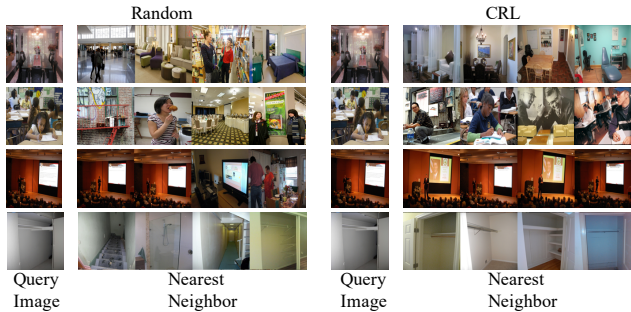 Random
CRL
Query
Image
Nearest
Neighbor
Query
Image
Nearest
Neighbor